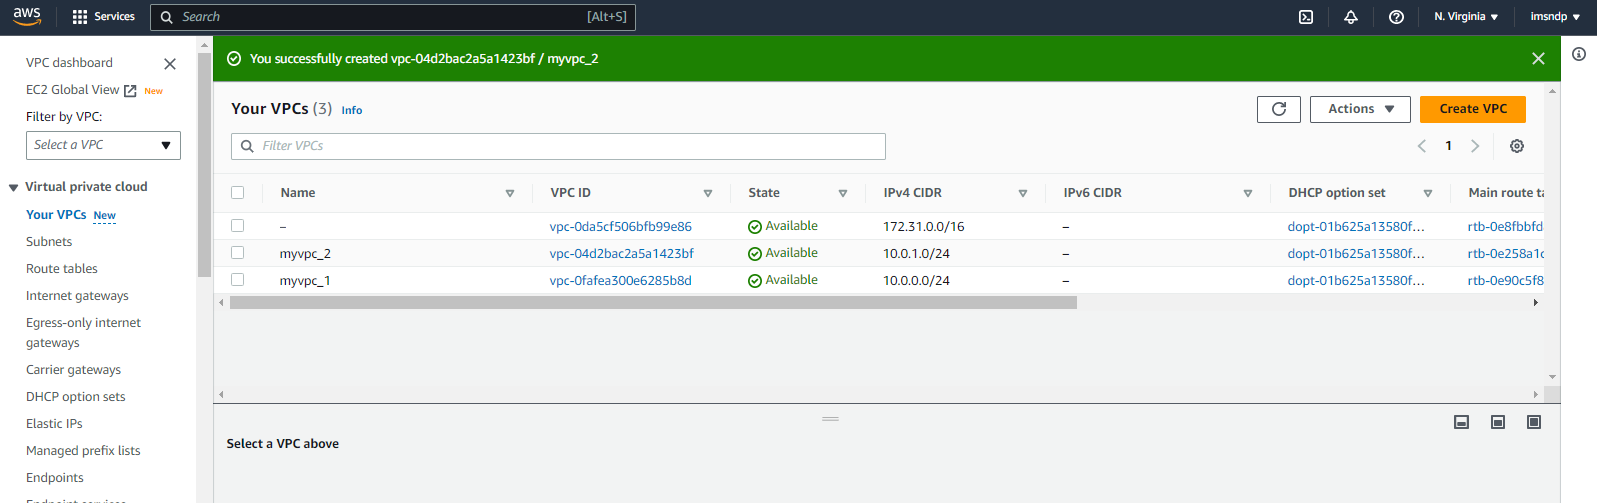 aws Services Search [Alt+S] N. Virginia imsndp
VPC dashboard
EC2 Global View New
Filter by VPC:
Select a VPC
Virtual private cloud
Your VPCs New
Subnets
Route tables
Internet gateways
Egress-only internet
gateways
Carrier gateways
DHCP option sets
Elastic IPs
Managed prefix lists
Endpoints
You successfully created vpc-04d2bac2a5a1423bf / myvpc_2
Your VPCs (3) Info Actions Create VPC
Filter VPCs 1
Name VPC ID State IPv4 CIDR IPv6 CIDR DHCP option set Main route ta
– vpc-0da5cf506bfb99e86 Available 172.31.0.0/16 – dopt-01b625a13580f... rtb-0e8fbbfd
myvpc_2 vpc-04d2bac2a5a1423bf Available 10.0.1.0/24 – dopt-01b625a13580f... rtb-0e258a1c
myvpc_1 vpc-0fafea300e6285b8d Available 10.0.0.0/24 – dopt-01b625a13580f... rtb-0e90c5f8
Select a VPC above